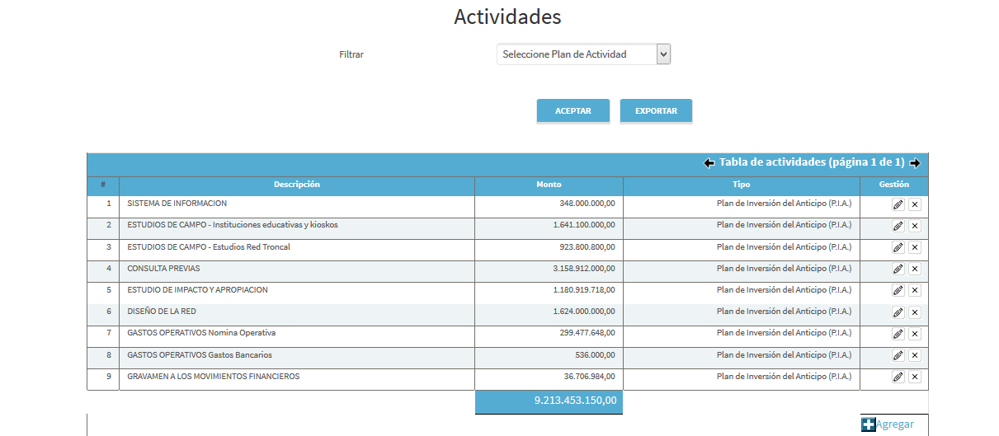 Actividades
Filtrar Seleccione Plan de Actividad
ACEPTAR EXPORTAR
Tabla de actividades (página 1 de 1)
# Descripción Monto Tipo Gestión
1 SISTEMA DE INFORMACION 348.000.000,00 Plan de Inversión del Anticipo (P.I.A.)
2 ESTUDIOS DE CAMPO - Instituciones educativas y kioskos 1.641.100.000,00 Plan de Inversión del Anticipo (P.I.A.)
3 ESTUDIOS DE CAMPO - Estudios Red Troncal 923.800.800,00 Plan de Inversión del Anticipo (P.I.A.)
4 CONSULTA PREVIAS 3.158.912.000,00 Plan de Inversión del Anticipo (P.I.A.)
5 ESTUDIO DE IMPACTO Y APROPIACION 1.180.919.718,00 Plan de Inversión del Anticipo (P.I.A.)
6 DISEÑO DE LA RED 1.624.000.000,00 Plan de Inversión del Anticipo (P.I.A.)
7 GASTOS OPERATIVOS Nomina Operativa 299.477.648,00 Plan de Inversión del Anticipo (P.I.A.)
8 GASTOS OPERATIVOS Gastos Bancarios 536.000,00 Plan de Inversión del Anticipo (P.I.A.)
9 GRAVAMEN A LOS MOVIMIENTOS FINANCIEROS 36.706.984,00 Plan de Inversión del Anticipo (P.I.A.)
9.213.453.150,00
Agregar